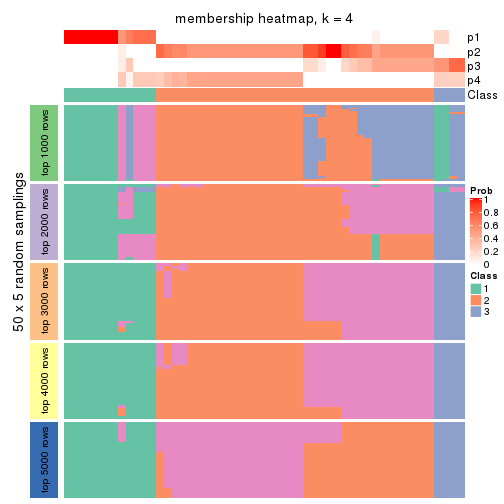 membership heatmap, k = 4
p1
p2
p3
p4
Class
50 x 5 random samplings
top 1000 rows
top 2000 rows
top 3000 rows
top 4000 rows
top 5000 rows
Prob
1
0.8
0.6
0.4
0.2
0
Class
1
2
3